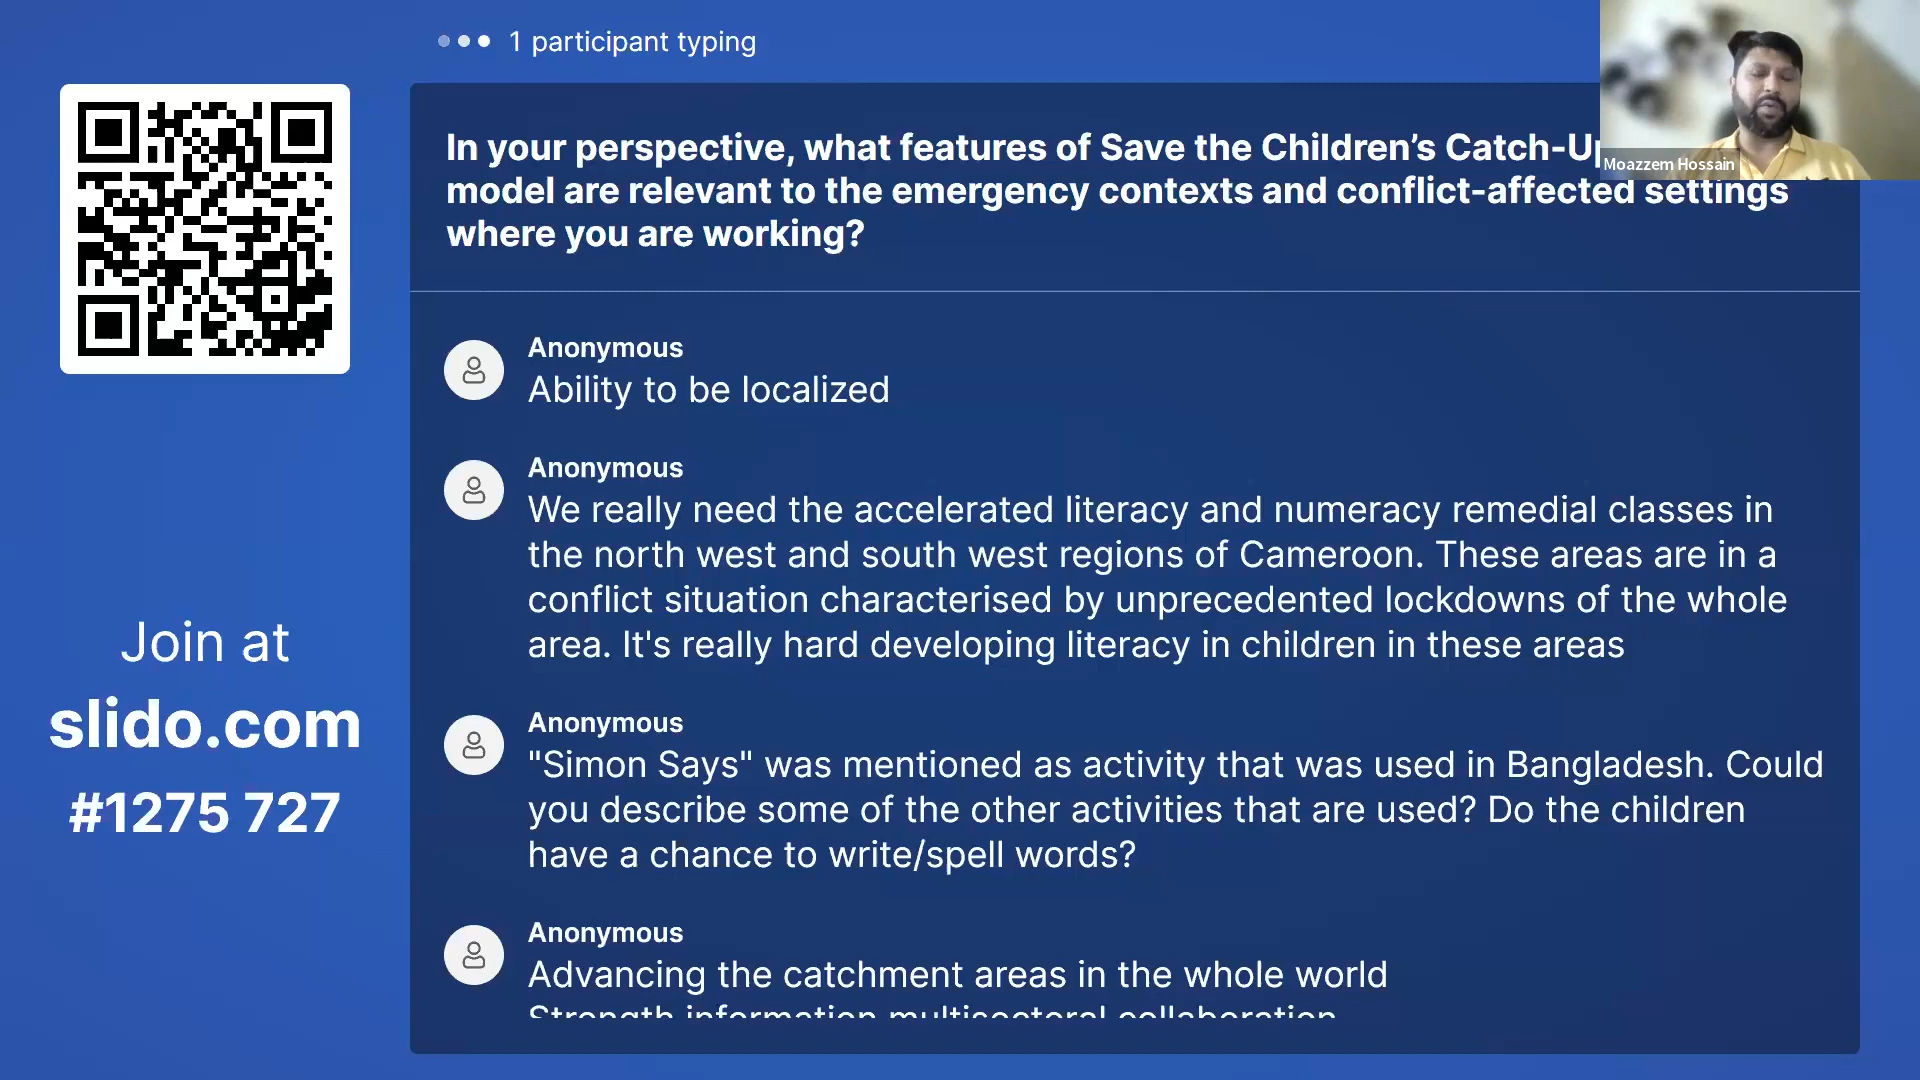 1 participant typing
In your perspective, what features of Save the Children’s Catch-Up
model are relevant to the emergency contexts and conflict-affected settings
where you are working?
Moazzem Hossain
Anonymous
Ability to be localized
Anonymous
We really need the accelerated literacy and numeracy remedial classes in
the north west and south west regions of Cameroon. These areas are in a
conflict situation characterised by unprecedented lockdowns of the whole
area. It's really hard developing literacy in children in these areas
Anonymous
"Simon Says" was mentioned as activity that was used in Bangladesh. Could
you describe some of the other activities that are used? Do the children
have a chance to write/spell words?
Anonymous
Advancing the catchment areas in the whole world
Strength information multisectoral collaboration
Join at
slido.com
#1275 727